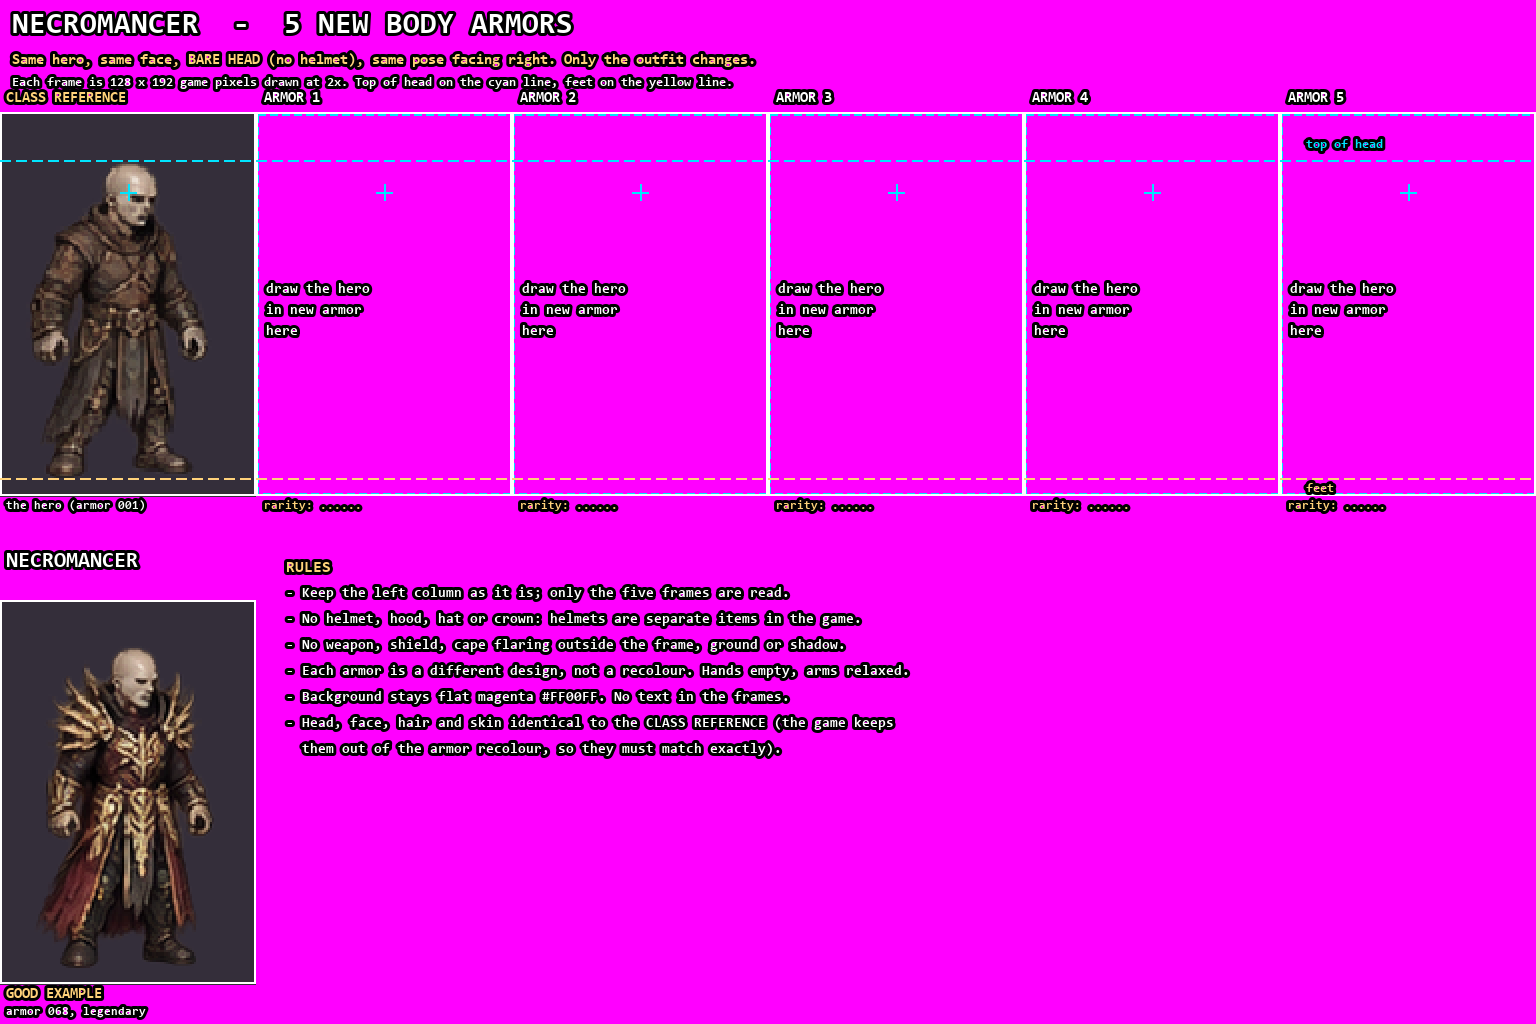 NECROMANCER - 5 NEW BODY ARMORS
Same hero, same face, BARE HEAD (no helmet), same pose facing right. Only the outfit changes.
Each frame is 128 x 192 game pixels drawn at 2x. Top of head on the cyan line, feet on the yellow line.
CLASS REFERENCE
ARMOR 1
ARMOR 2
ARMOR 3
ARMOR 4
ARMOR 5
top of head
draw the hero
in new armor
here
draw the hero
in new armor
here
draw the hero
in new armor
here
draw the hero
in new armor
here
draw the hero
in new armor
here
feet
the hero (armor 001)
rarity: ......
rarity: ......
rarity: ......
rarity: ......
rarity: ......
NECROMANCER
RULES
- Keep the left column as it is; only the five frames are read.
- No helmet, hood, hat or crown: helmets are separate items in the game.
- No weapon, shield, cape flaring outside the frame, ground or shadow.
- Each armor is a different design, not a recolour. Hands empty, arms relaxed.
- Background stays flat magenta #FF00FF. No text in the frames.
- Head, face, hair and skin identical to the CLASS REFERENCE (the game keeps
them out of the armor recolour, so they must match exactly).
GOOD EXAMPLE
armor 068, legendary